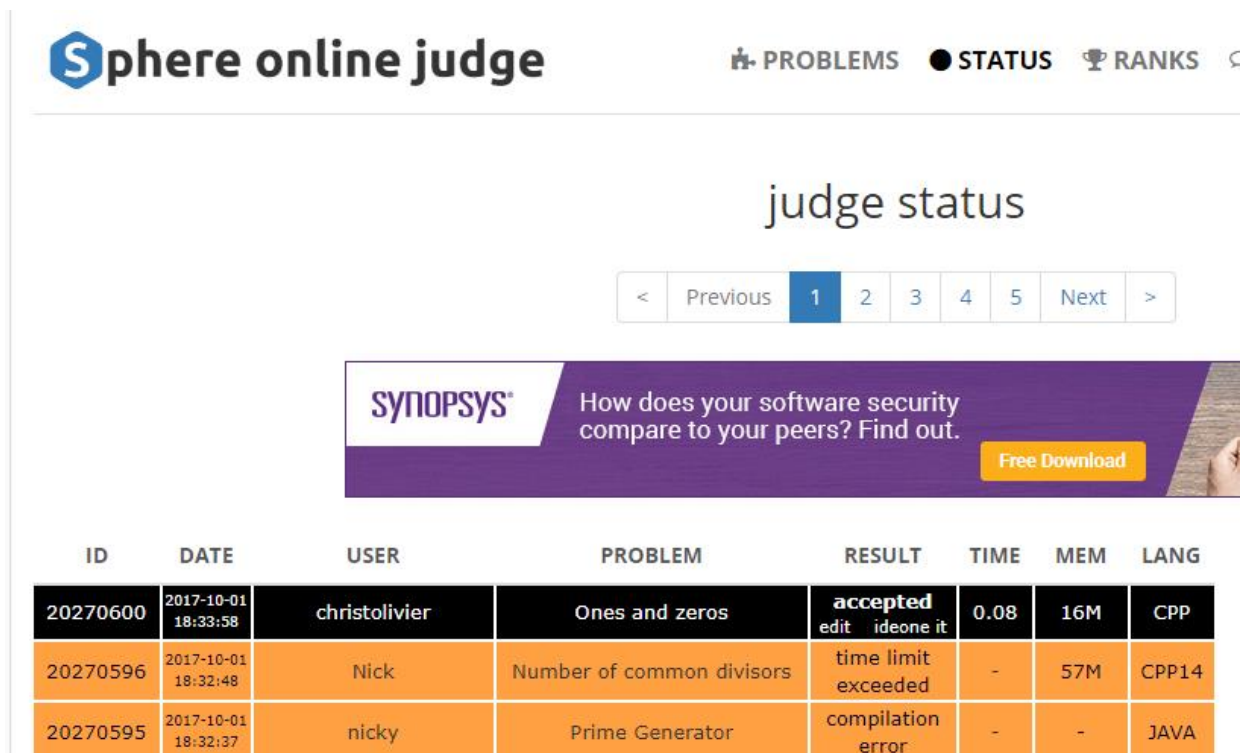 Sphere online judge PROBLEMS STATUS RANKS
judge status
< Previous 1 2 3 4 5 Next >
SYNOPSYS®
How does your software security
compare to your peers? Find out.
Free Download
ID DATE USER PROBLEM RESULT TIME MEM LANG
20270600 2017-10-01 18:33:58 christolivier Ones and zeros accepted edit ideone it 0.08 16M CPP
20270596 2017-10-01 18:32:48 Nick Number of common divisors time limit exceeded - 57M CPP14
20270595 2017-10-01 18:32:37 nicky Prime Generator compilation error - - JAVA